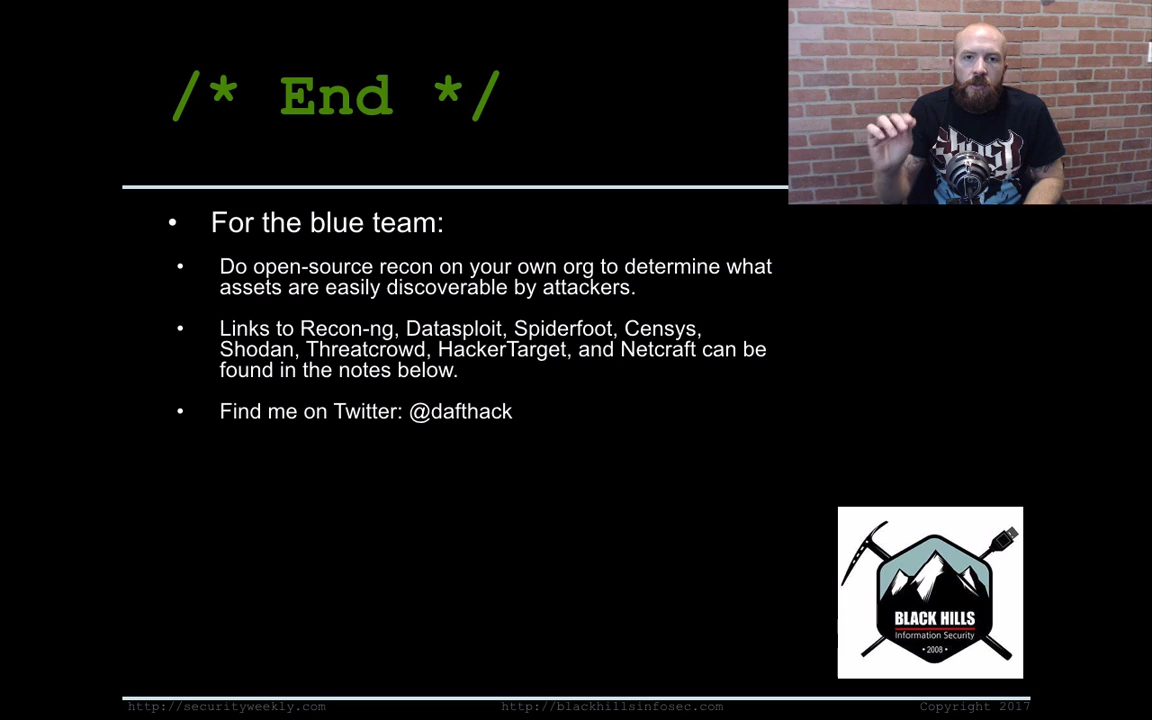 /* End */
• For the blue team:
• Do open-source recon on your own org to determine what
assets are easily discoverable by attackers.
• Links to Recon-ng, Datasploit, Spiderfoot, Censys,
Shodan, Threatcrowd, HackerTarget, and Netcraft can be
found in the notes below.
• Find me on Twitter: @dafthack
Ghost
BLACK HILLS
Information Security
• 2008 •
http://securityweekly.com
http://blackhillsinfosec.com
Copyright 2017